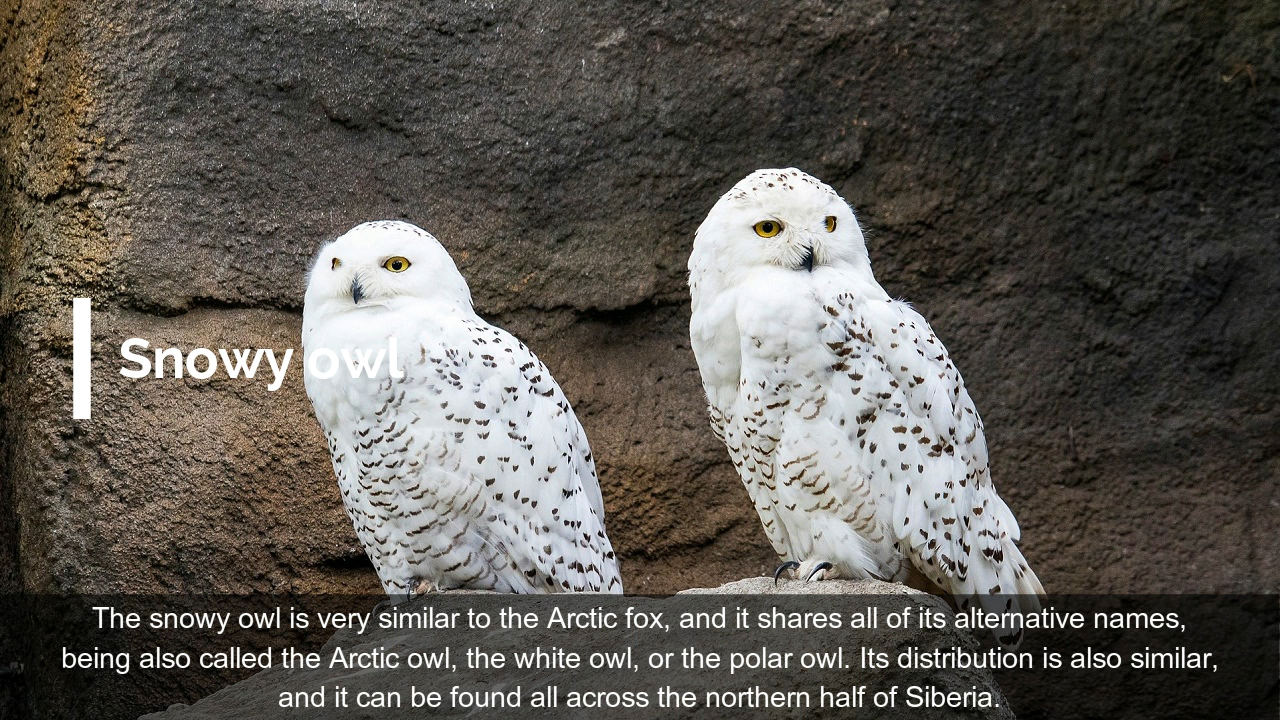 Snowy owl
The snowy owl is very similar to the Arctic fox, and it shares all of its alternative names,
being also called the Arctic owl, the white owl, or the polar owl. Its distribution is also similar,
and it can be found all across the northern half of Siberia.